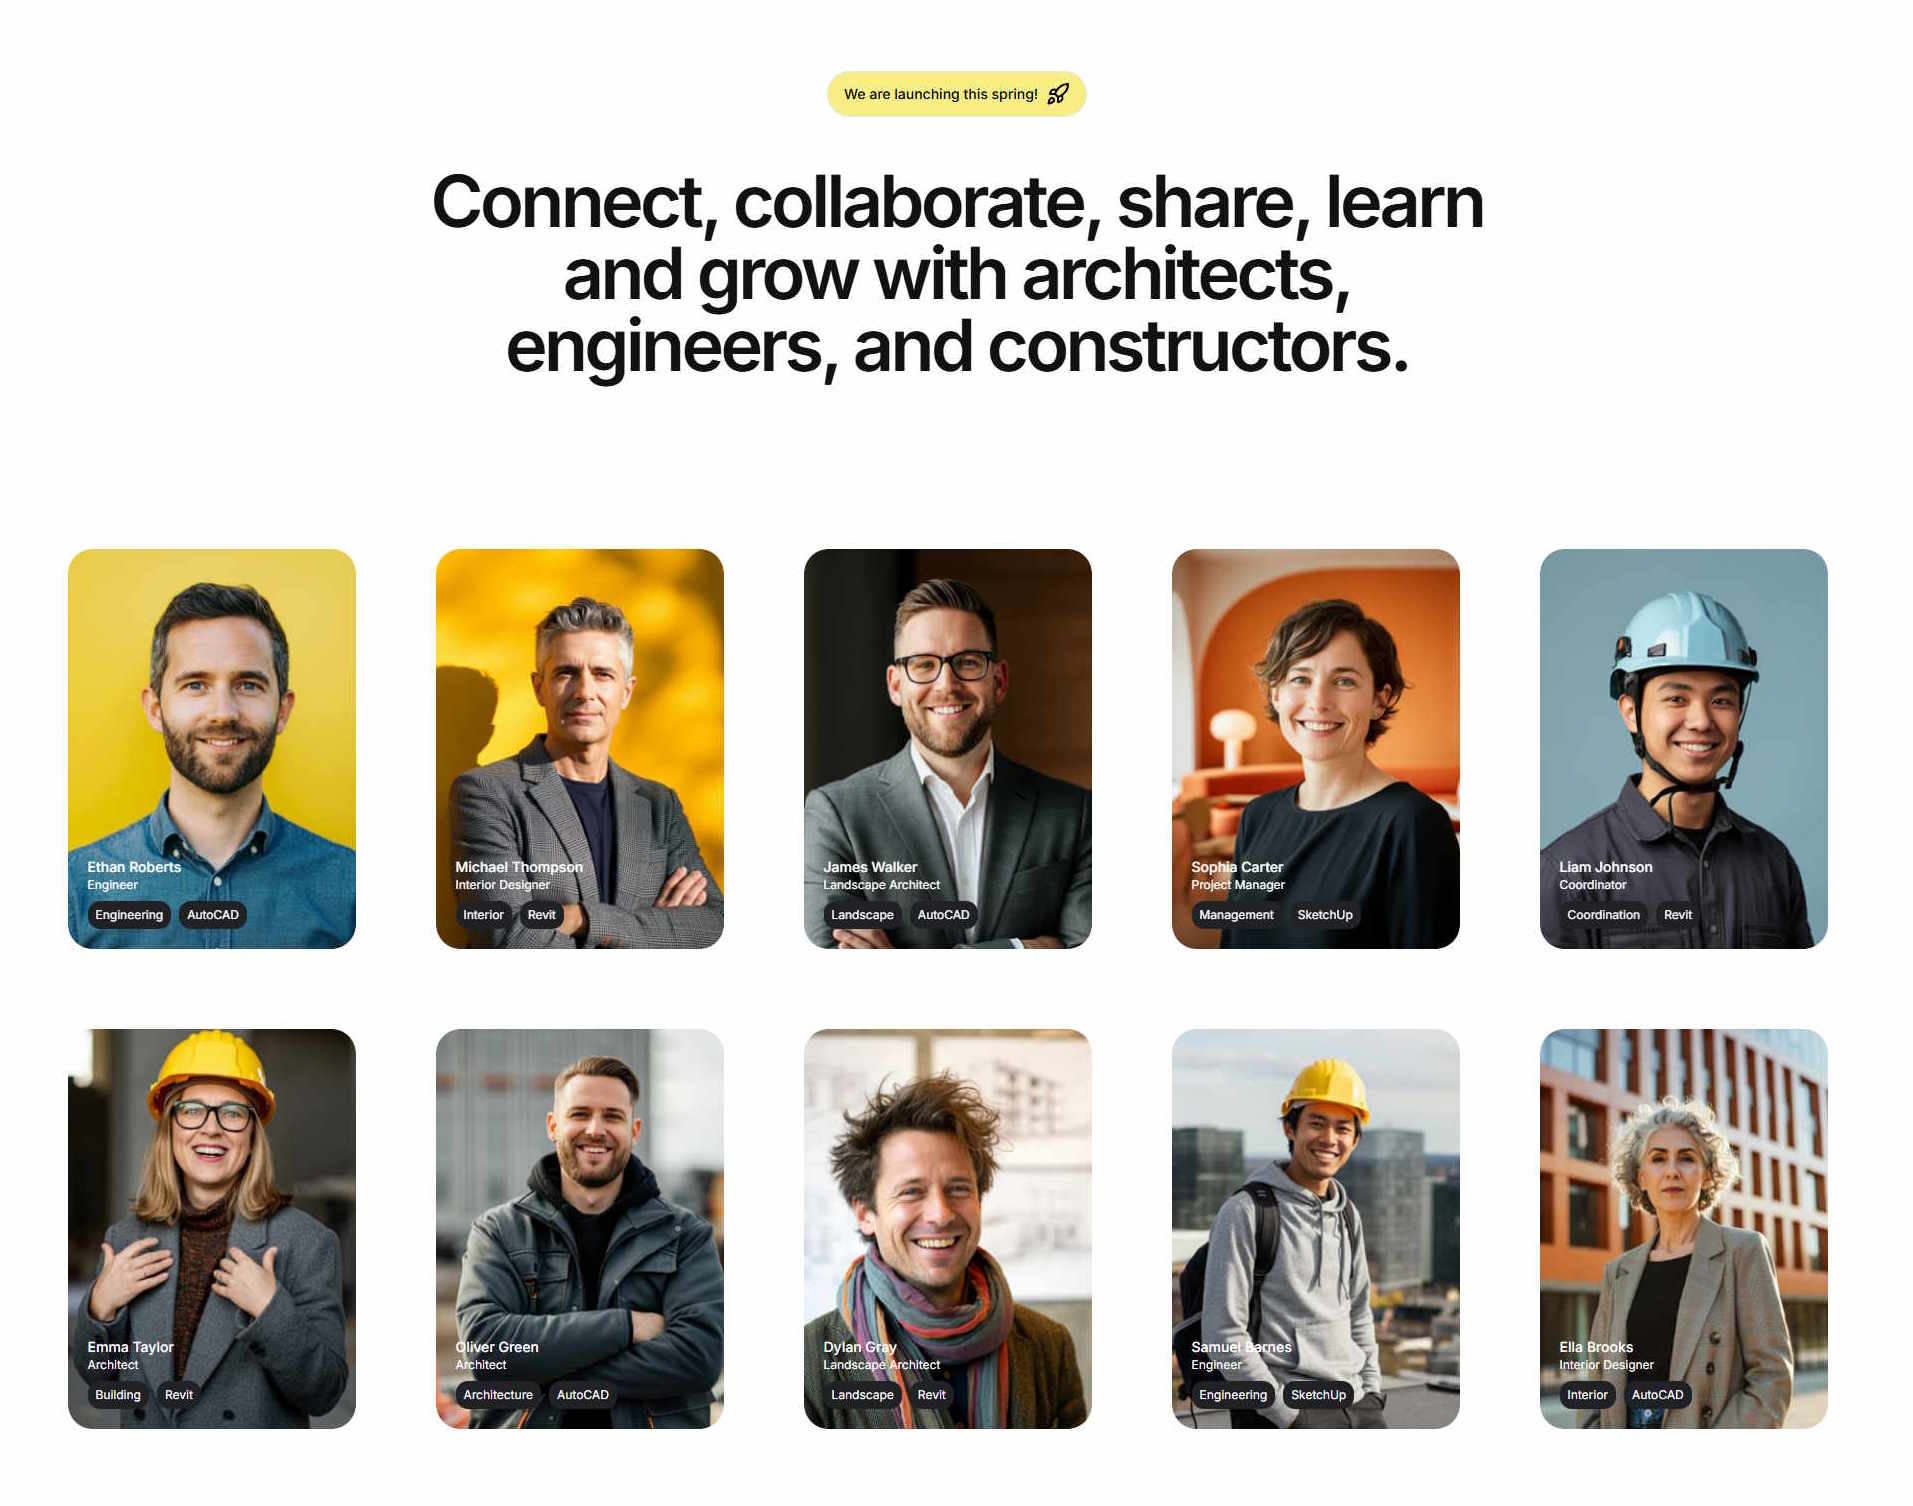 We are launching this spring!
Connect, collaborate, share, learn
and grow with architects,
engineers, and constructors.
Ethan Roberts
Engineer
Engineering AutoCAD
Michael Thompson
Interior Designer
Interior Revit
James Walker
Landscape Architect
Landscape AutoCAD
Sophia Carter
Project Manager
Management SketchUp
Liam Johnson
Coordinator
Coordination Revit
Emma Taylor
Architect
Building Revit
Oliver Green
Architect
Architecture AutoCAD
Dylan Gray
Landscape Architect
Landscape Revit
Samuel Barnes
Engineer
Engineering SketchUp
Ella Brooks
Interior Designer
Interior AutoCAD